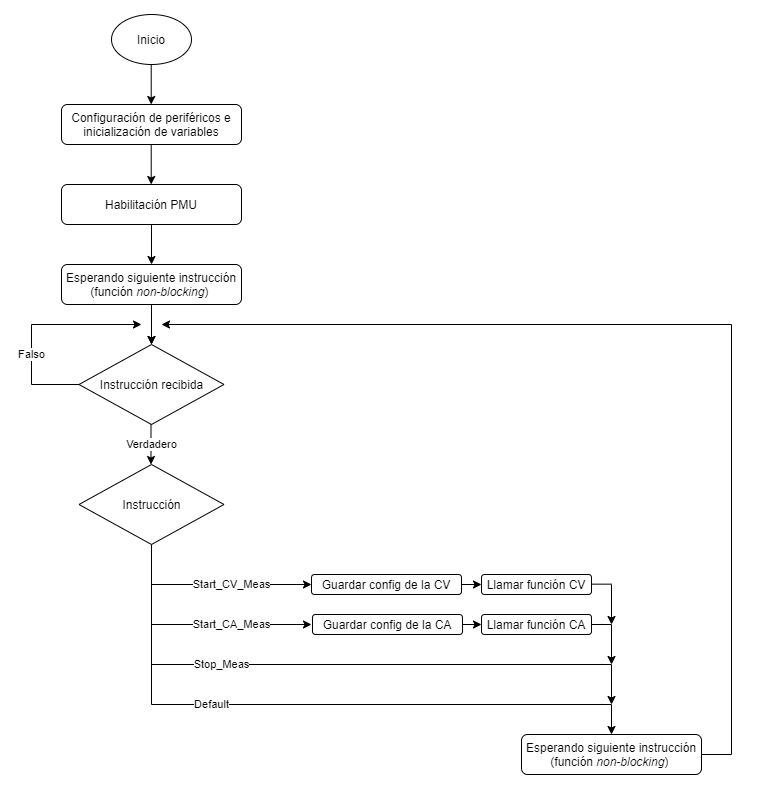 Inicio
Configuración de periféricos e
inicialización de variables
Habilitación PMU
Esperando siguiente instrucción
(función non-blocking)
Falso
Instrucción recibida
Verdadero
Instrucción
Start_CV_Meas
Guardar config de la CV
Llamar función CV
Start_CA_Meas
Guardar config de la CA
Llamar función CA
Stop_Meas
Default
Esperando siguiente instrucción
(función non-blocking)